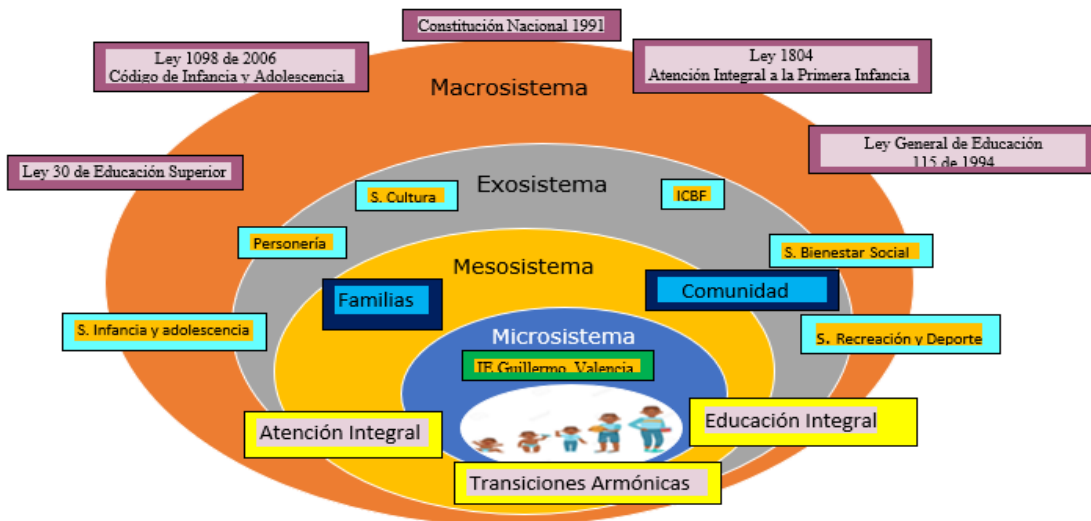 Constitución Nacional 1991
Ley 1098 de 2006
Código de Infancia y Adolescencia
Ley 1804
Atención Integral a la Primera Infancia
Macrosistema
Ley General de Educación
115 de 1994
Ley 30 de Educación Superior
Exosistema
S. Cultura
ICBF
Personería
S. Bienestar Social
Mesosistema
Familias
Comunidad
S. Infancia y adolescencia
Microsistema
S. Recreación y Deporte
IE Guillermo Valencia
Atención Integral
Educación Integral
Transiciones Armónicas